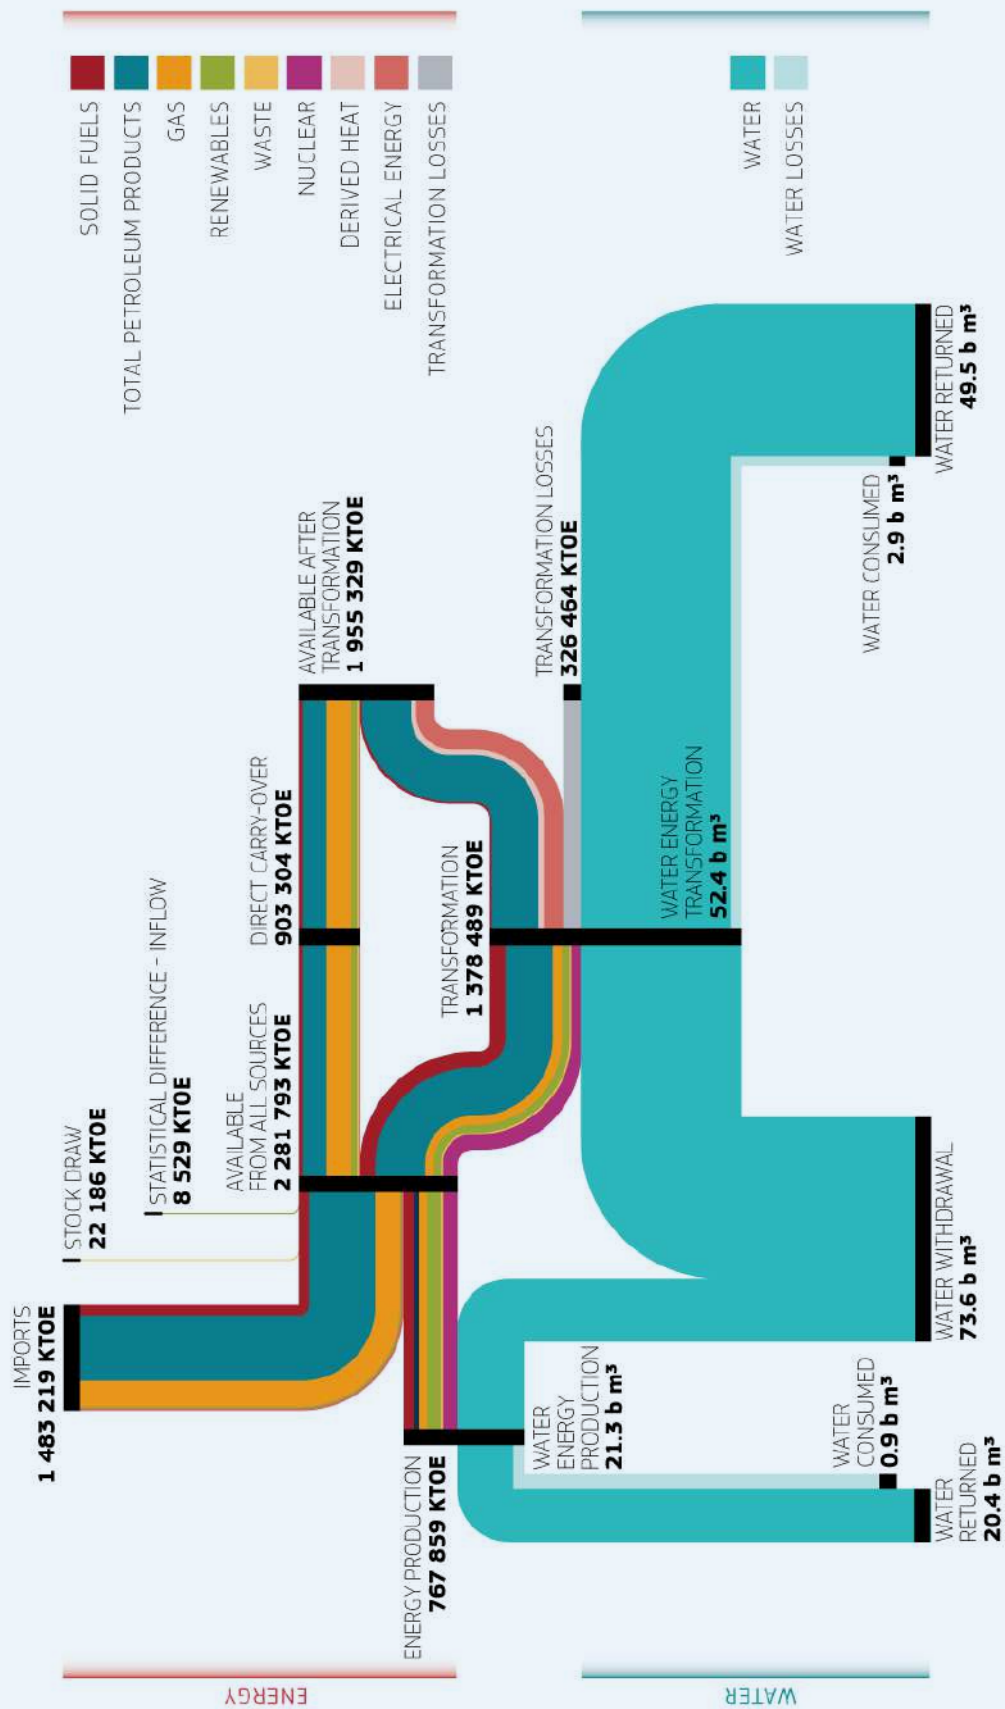 ENERGY
IMPORTS
1 483 219 KTOE
STOCK DRAW
22 186 KTOE
STATISTICAL DIFFERENCE - INFLOW
8 529 KTOE
AVAILABLE
FROM ALL SOURCES
2 281 793 KTOE
DIRECT CARRY-OVER
903 304 KTOE
AVAILABLE AFTER
TRANSFORMATION
1 955 329 KTOE
ENERGY PRODUCTION
767 859 KTOE
TRANSFORMATION
1 378 489 KTOE
TRANSFORMATION LOSSES
326 464 KTOE
SOLID FUELS
TOTAL PETROLEUM PRODUCTS
GAS
RENEWABLES
WASTE
NUCLEAR
DERIVED HEAT
ELECTRICAL ENERGY
TRANSFORMATION LOSSES
WATER
WATER
ENERGY
PRODUCTION
21.3 b m³
WATER ENERGY
TRANSFORMATION
52.4 b m³
WATER
CONSUMED
0.9 b m³
WATER CONSUMED
2.9 b m³
WATER
RETURNED
20.4 b m³
WATER WITHDRAWAL
73.6 b m³
WATER RETURNED
49.5 b m³
WATER
WATER LOSSES